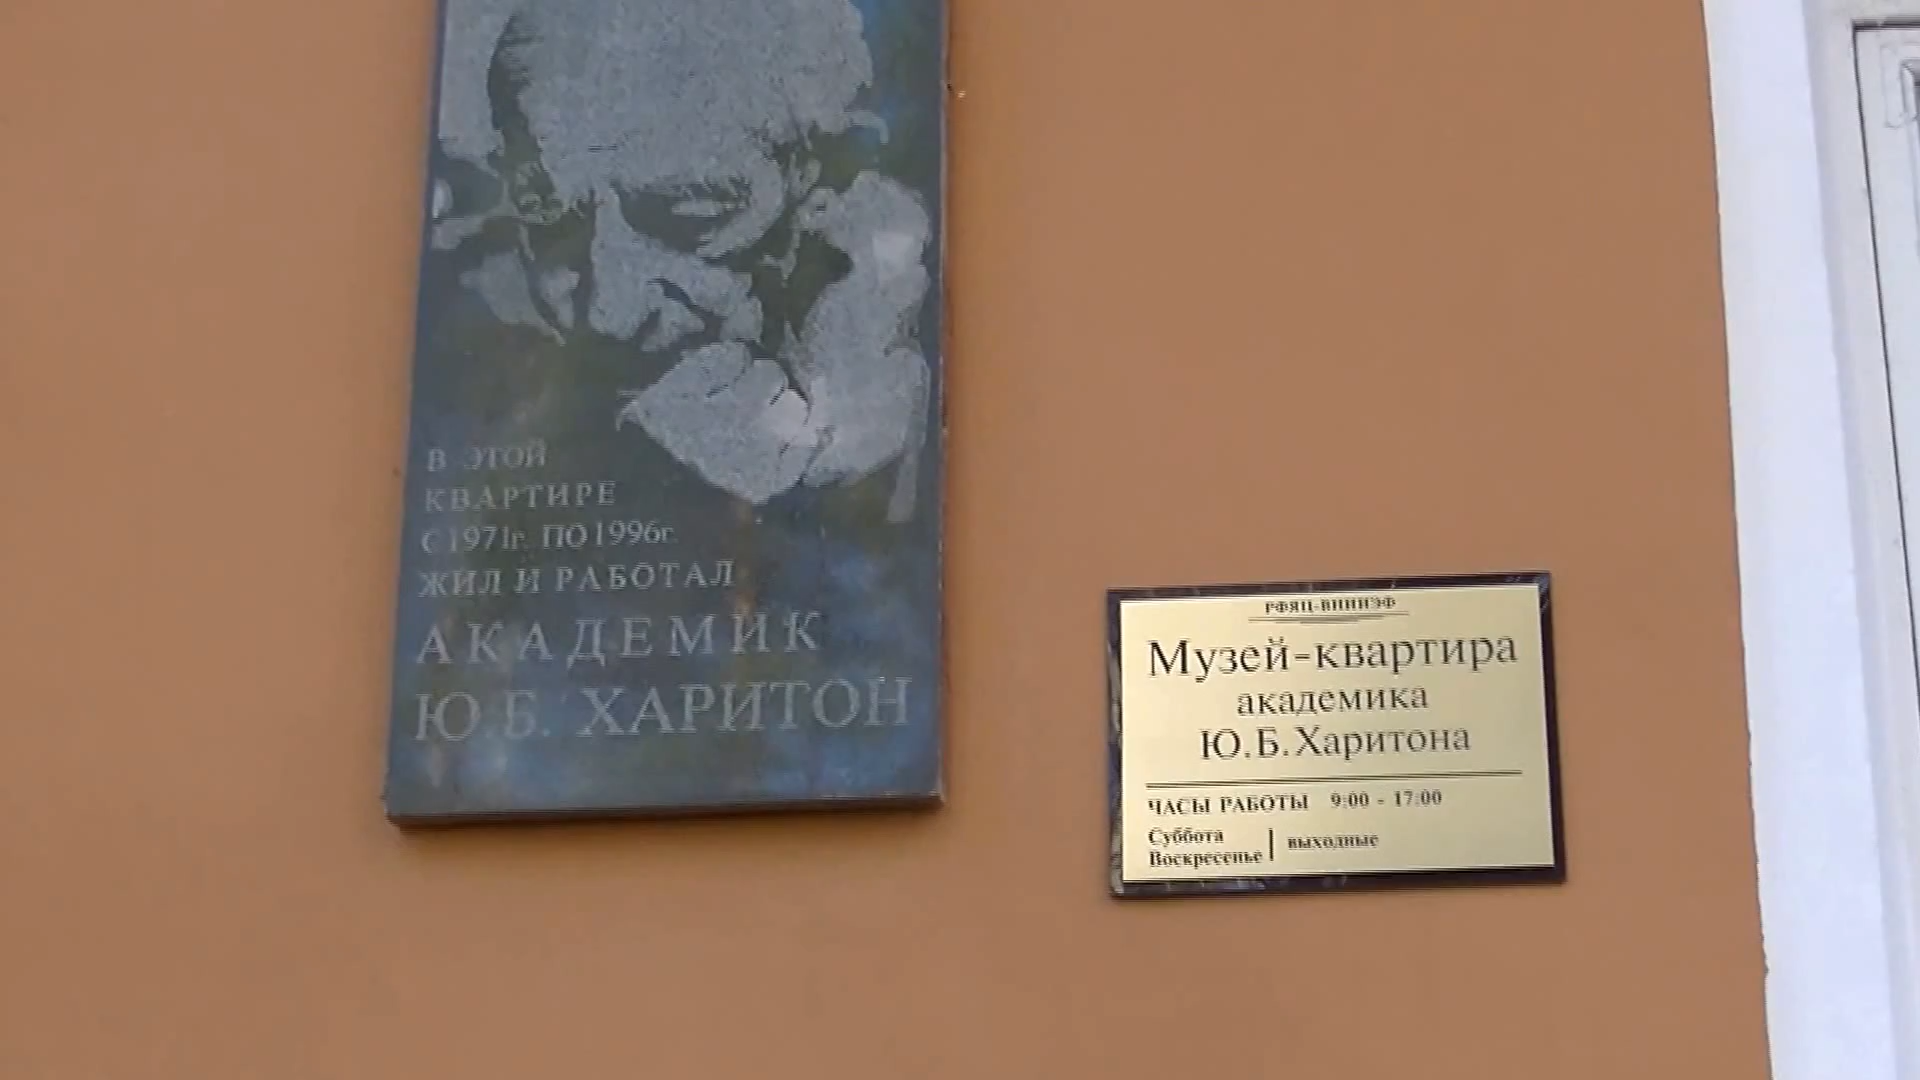 В ЭТОЙ
КВАРТИРЕ
С 1971г. ПО 1996г.
ЖИЛ И РАБОТАЛ
АКАДЕМИК
Ю.Б. ХАРИТОН
РФЯЦ-ВНИИЭФ
Музей-квартира
академика
Ю.Б.Харитона
ЧАСЫ РАБОТЫ 9:00 - 17:00
Суббота
Воскресенье
выходные